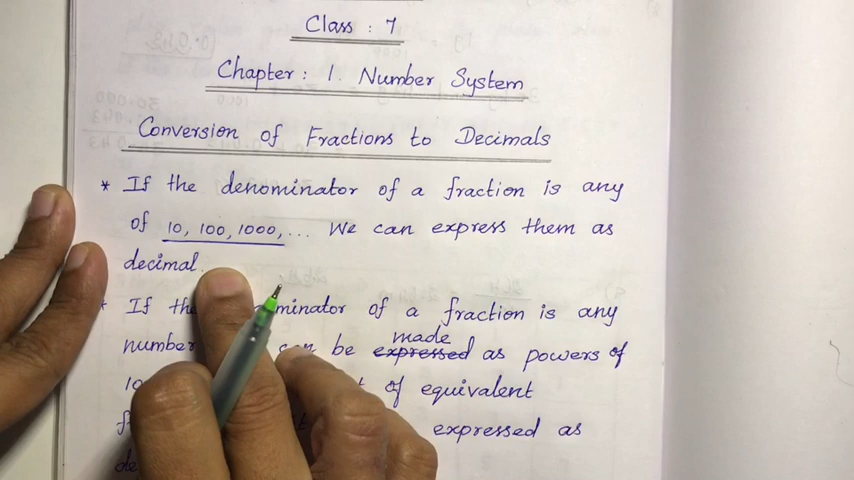 Class : 7
Chapter : 1. Number System
Conversion of Fractions to Decimals
* If the denominator of a fraction is any
of 10, 100, 1000, ... We can express them as
decimal.
* If the of a fraction is any
number can be made as powers of
10 of equivalent
expressed as